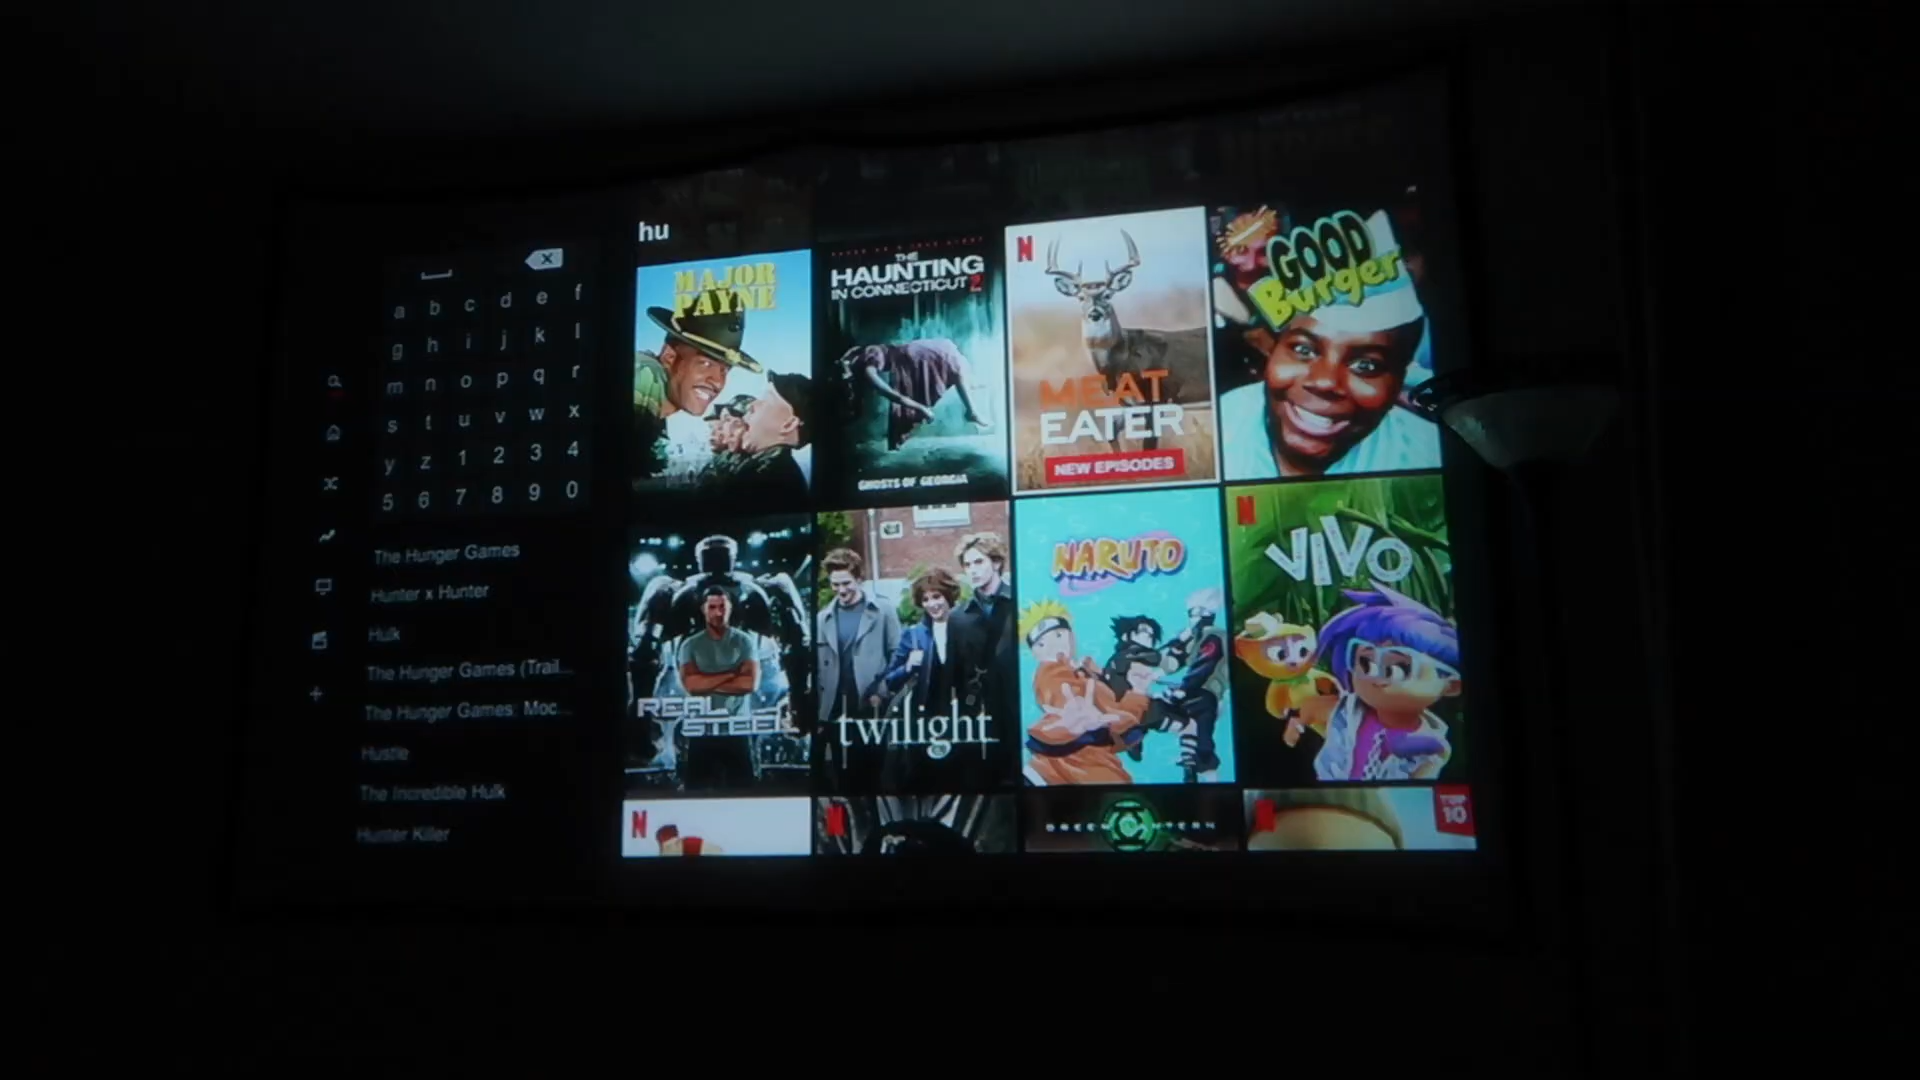 hu
a b c d e f
g h i j k l
m n o p q r
s t u v w x
y z 1 2 3 4
5 6 7 8 9 0
The Hunger Games
Hunter x Hunter
Hulk
The Hunger Games (Trail...
The Hunger Games: Moc...
Hustle
The Incredible Hulk
Hunter Killer
MAJOR
PAYNE
THE
HAUNTING
IN CONNECTICUT 2
GHOSTS OF GEORGIA
N
MEAT
EATER
NEW EPISODES
GOOD
Burger
REAL
STEEL
twilight
NARUTO
N
VIVO
N
N
GREEN LANTERN
N
TOP
10